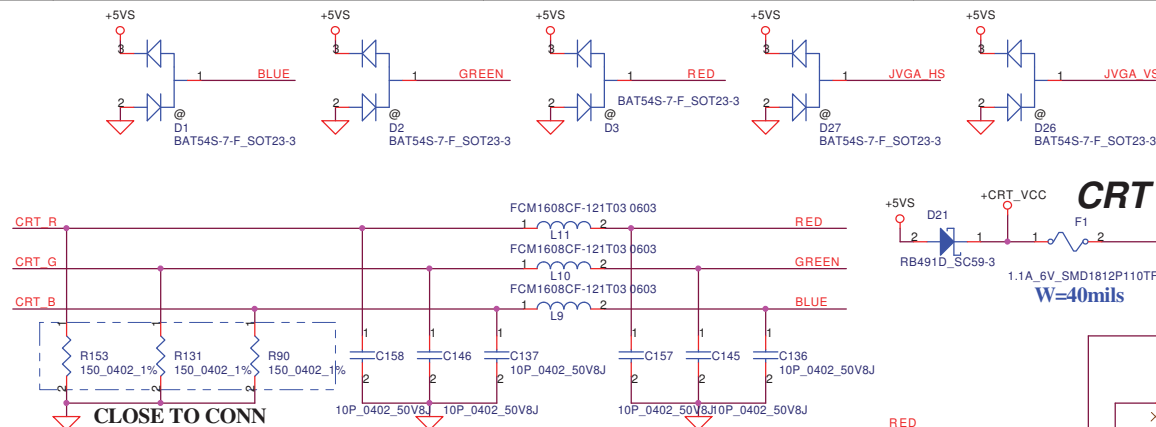 +5VS +5VS +5VS +5VS +5VS
3 3 3 3 3
1 BLUE 1 GREEN 1 RED 1 JVGA_HS 1 JVGA_VS
2 2 2 2 2
@ @ @ @ @
D1 D2 D3 D27 D26
BAT54S-7-F_SOT23-3 BAT54S-7-F_SOT23-3 BAT54S-7-F_SOT23-3 BAT54S-7-F_SOT23-3 BAT54S-7-F_SOT23-3
CRT
+5VS D21 +CRT_VCC F1
2 1 1 2
RB491D_SC59-3
1.1A_6V_SMD1812P110TF
W=40mils
FCM1608CF-121T03 0603
CRT_R 1 2 RED
L11
FCM1608CF-121T03 0603
CRT_G 1 2 GREEN
L10
FCM1608CF-121T03 0603
CRT_B 1 2 BLUE
L9
1 1 1 1 1 1 1 1 1
R153 R131 R90 C158 C146 C137 C157 C145 C136
150_0402_1% 150_0402_1% 150_0402_1% 10P_0402_50V8J 10P_0402_50V8J
2 2 2 2 2 2 2 2 2
10P_0402_50V8J 10P_0402_50V8J 10P_0402_50V8J 10P_0402_50V8J
CLOSE TO CONN
RED